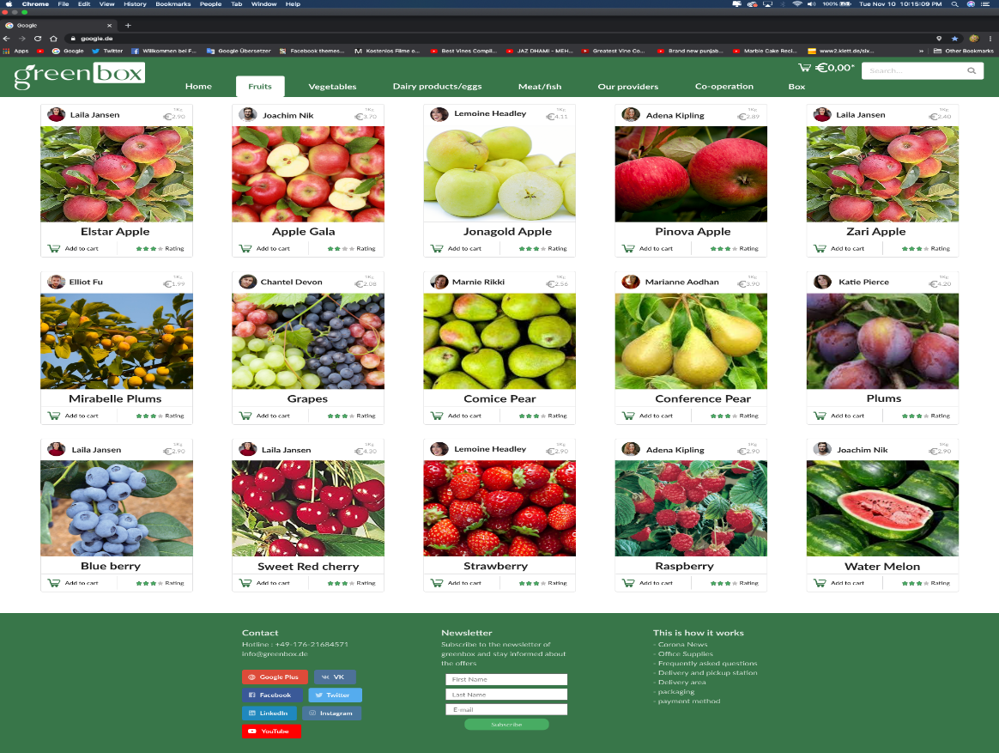 Chrome File Edit View History Bookmarks People Tab Window Help 100% Tue Nov 10 10:15:09 PM
Google
google.de
Apps Google Twitter Willkommen bei F... Google Übersetzer Facebook themes... Kostenlos Filme o... Best Vines Compil... JAZ DHAMI - MEH... Greatest Vine Co... Brand new punjab... Marble Cake Reci... www2.klett.de/six... » Other Bookmarks
greenbox
€0,00*
Search...
Home Fruits Vegetables Dairy products/eggs Meat/fish Our providers Co-operation Box
Laila Jansen 1Kg €2.90
Joachim Nik 1Kg €1.70
Lemoine Headley 1Kg €4.11
Adena Kipling 1Kg €2.89
Laila Jansen 1Kg €2.40
Elstar Apple Apple Gala Jonagold Apple Pinova Apple Zari Apple
Add to cart Rating Add to cart Rating Add to cart Rating Add to cart Rating Add to cart Rating
Elliot Fu 1Kg €1.99
Chantel Devon 1Kg €2.08
Marnie Rikki 1Kg €2.56
Marianne Aodhan 1Kg €3.90
Katie Pierce 1Kg €4.20
Mirabelle Plums Grapes Comice Pear Conference Pear Plums
Add to cart Rating Add to cart Rating Add to cart Rating Add to cart Rating Add to cart Rating
Laila Jansen 1Kg €2.90
Laila Jansen 1Kg €4.30
Lemoine Headley 1Kg €2.90
Adena Kipling 1Kg €2.90
Joachim Nik 1Kg €2.90
Blue berry Sweet Red cherry Strawberry Raspberry Water Melon
Add to cart Rating Add to cart Rating Add to cart Rating Add to cart Rating Add to cart Rating
Contact
Hotline : +49-176-21684571
info@greenbox.de
Google Plus VK
Facebook Twitter
LinkedIn Instagram
YouTube
Newsletter
Subscribe to the newsletter of
greenbox and stay informed about
the offers
First Name
Last Name
E-mail
Subscribe
This is how it works
- Corona News
- Office Supplies
- Frequently asked questions
- Delivery and pickup station
- Delivery area
- packaging
- payment method